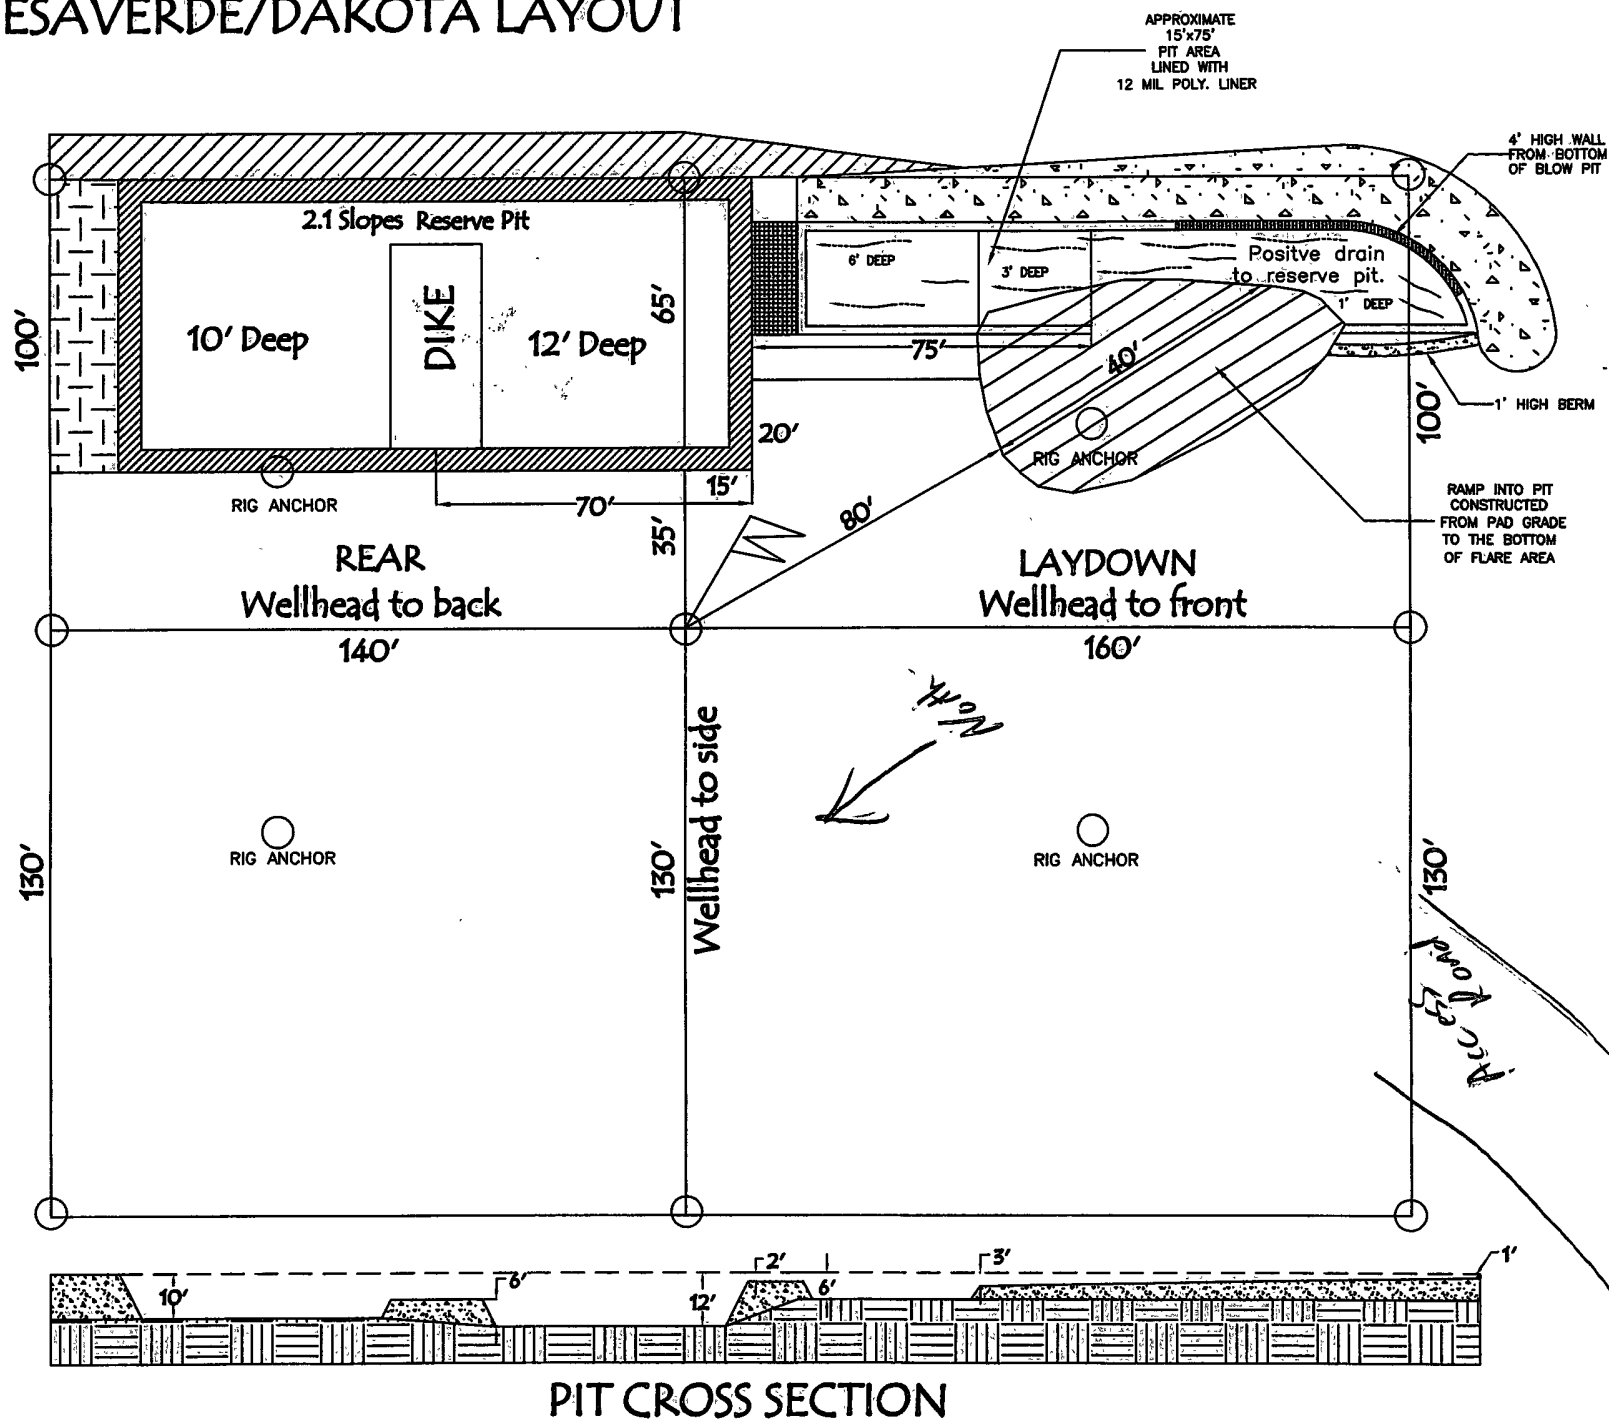 ESAVERDE/DAKOTA LAYOUT
APPROXIMATE
15'x75'
PIT AREA
LINED WITH
12 MIL POLY. LINER
4' HIGH WALL
FROM BOTTOM
OF BLOW PIT
2.1 Slopes Reserve Pit
6' DEEP
3' DEEP
Positve drain
to reserve pit.
1' DEEP
100'
10' Deep
DIKE
12' Deep
65'
75'
40'
1' HIGH BERM
100'
20'
RIG ANCHOR
RIG ANCHOR
15'
70'
80'
35'
RAMP INTO PIT
CONSTRUCTED
FROM PAD GRADE
TO THE BOTTOM
OF FLARE AREA
REAR
Wellhead to back
LAYDOWN
Wellhead to front
N
140'
160'
North
Wellhead to side
RIG ANCHOR
RIG ANCHOR
130'
130'
130'
Access Road
10'
6'
12'
2'
6'
3'
1'
PIT CROSS SECTION